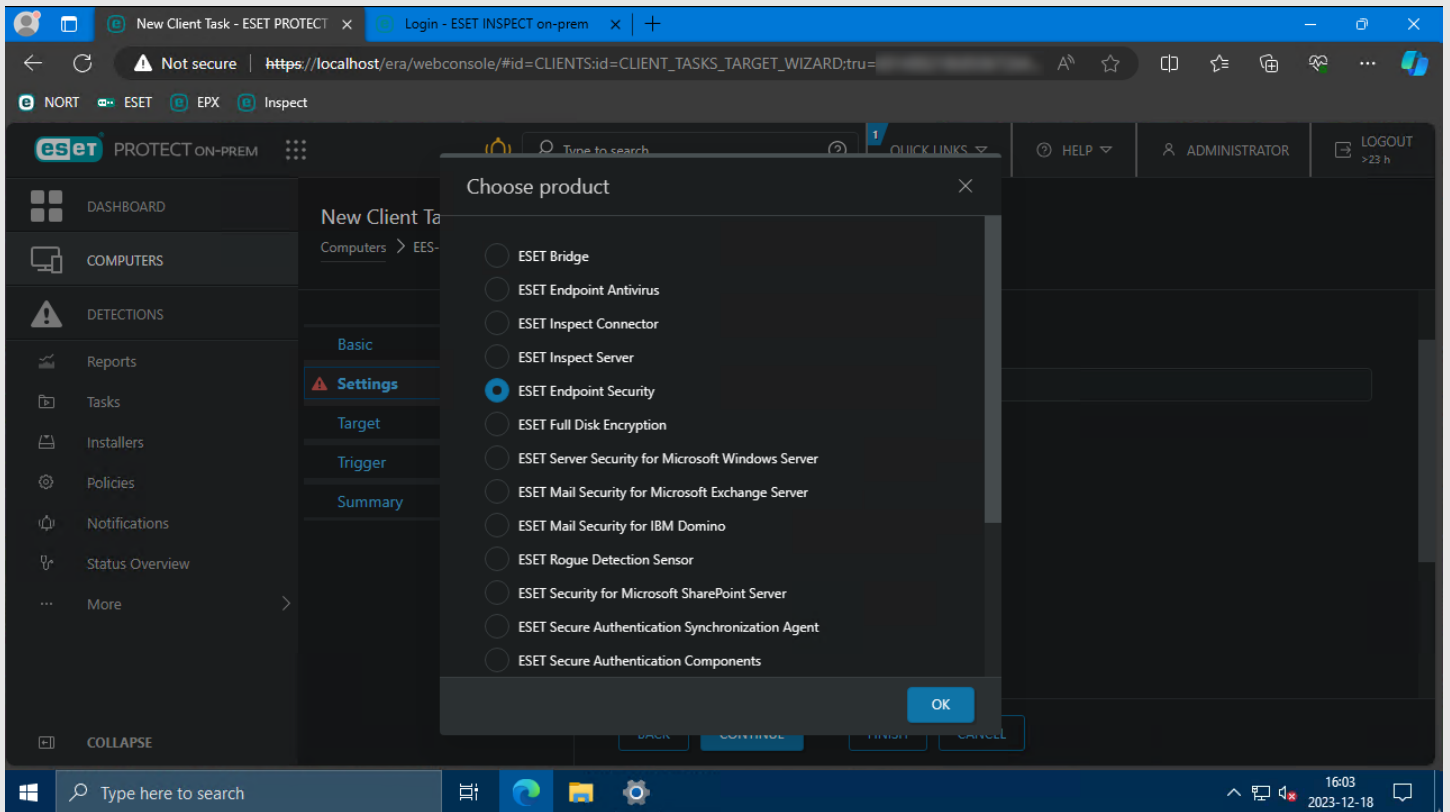 New Client Task - ESET PROTECT
Login - ESET INSPECT on-prem
Not secure
https://localhost/era/webconsole/#id=CLIENTS:id=CLIENT_TASKS_TARGET_WIZARD;tru=
NORT
ESET
EPX
Inspect
eset PROTECT ON-PREM
Type to search
1
QUICK LINKS
HELP
ADMINISTRATOR
LOGOUT
>23 h
DASHBOARD
COMPUTERS
DETECTIONS
Reports
Tasks
Installers
Policies
Notifications
Status Overview
More
COLLAPSE
New Client Ta
Computers > EES-
Basic
Settings
Target
Trigger
Summary
Choose product
ESET Bridge
ESET Endpoint Antivirus
ESET Inspect Connector
ESET Inspect Server
ESET Endpoint Security
ESET Full Disk Encryption
ESET Server Security for Microsoft Windows Server
ESET Mail Security for Microsoft Exchange Server
ESET Mail Security for IBM Domino
ESET Rogue Detection Sensor
ESET Security for Microsoft SharePoint Server
ESET Secure Authentication Synchronization Agent
ESET Secure Authentication Components
OK
BACK
CONTINUE
FINISH
CANCEL
Type here to search
16:03
2023-12-18